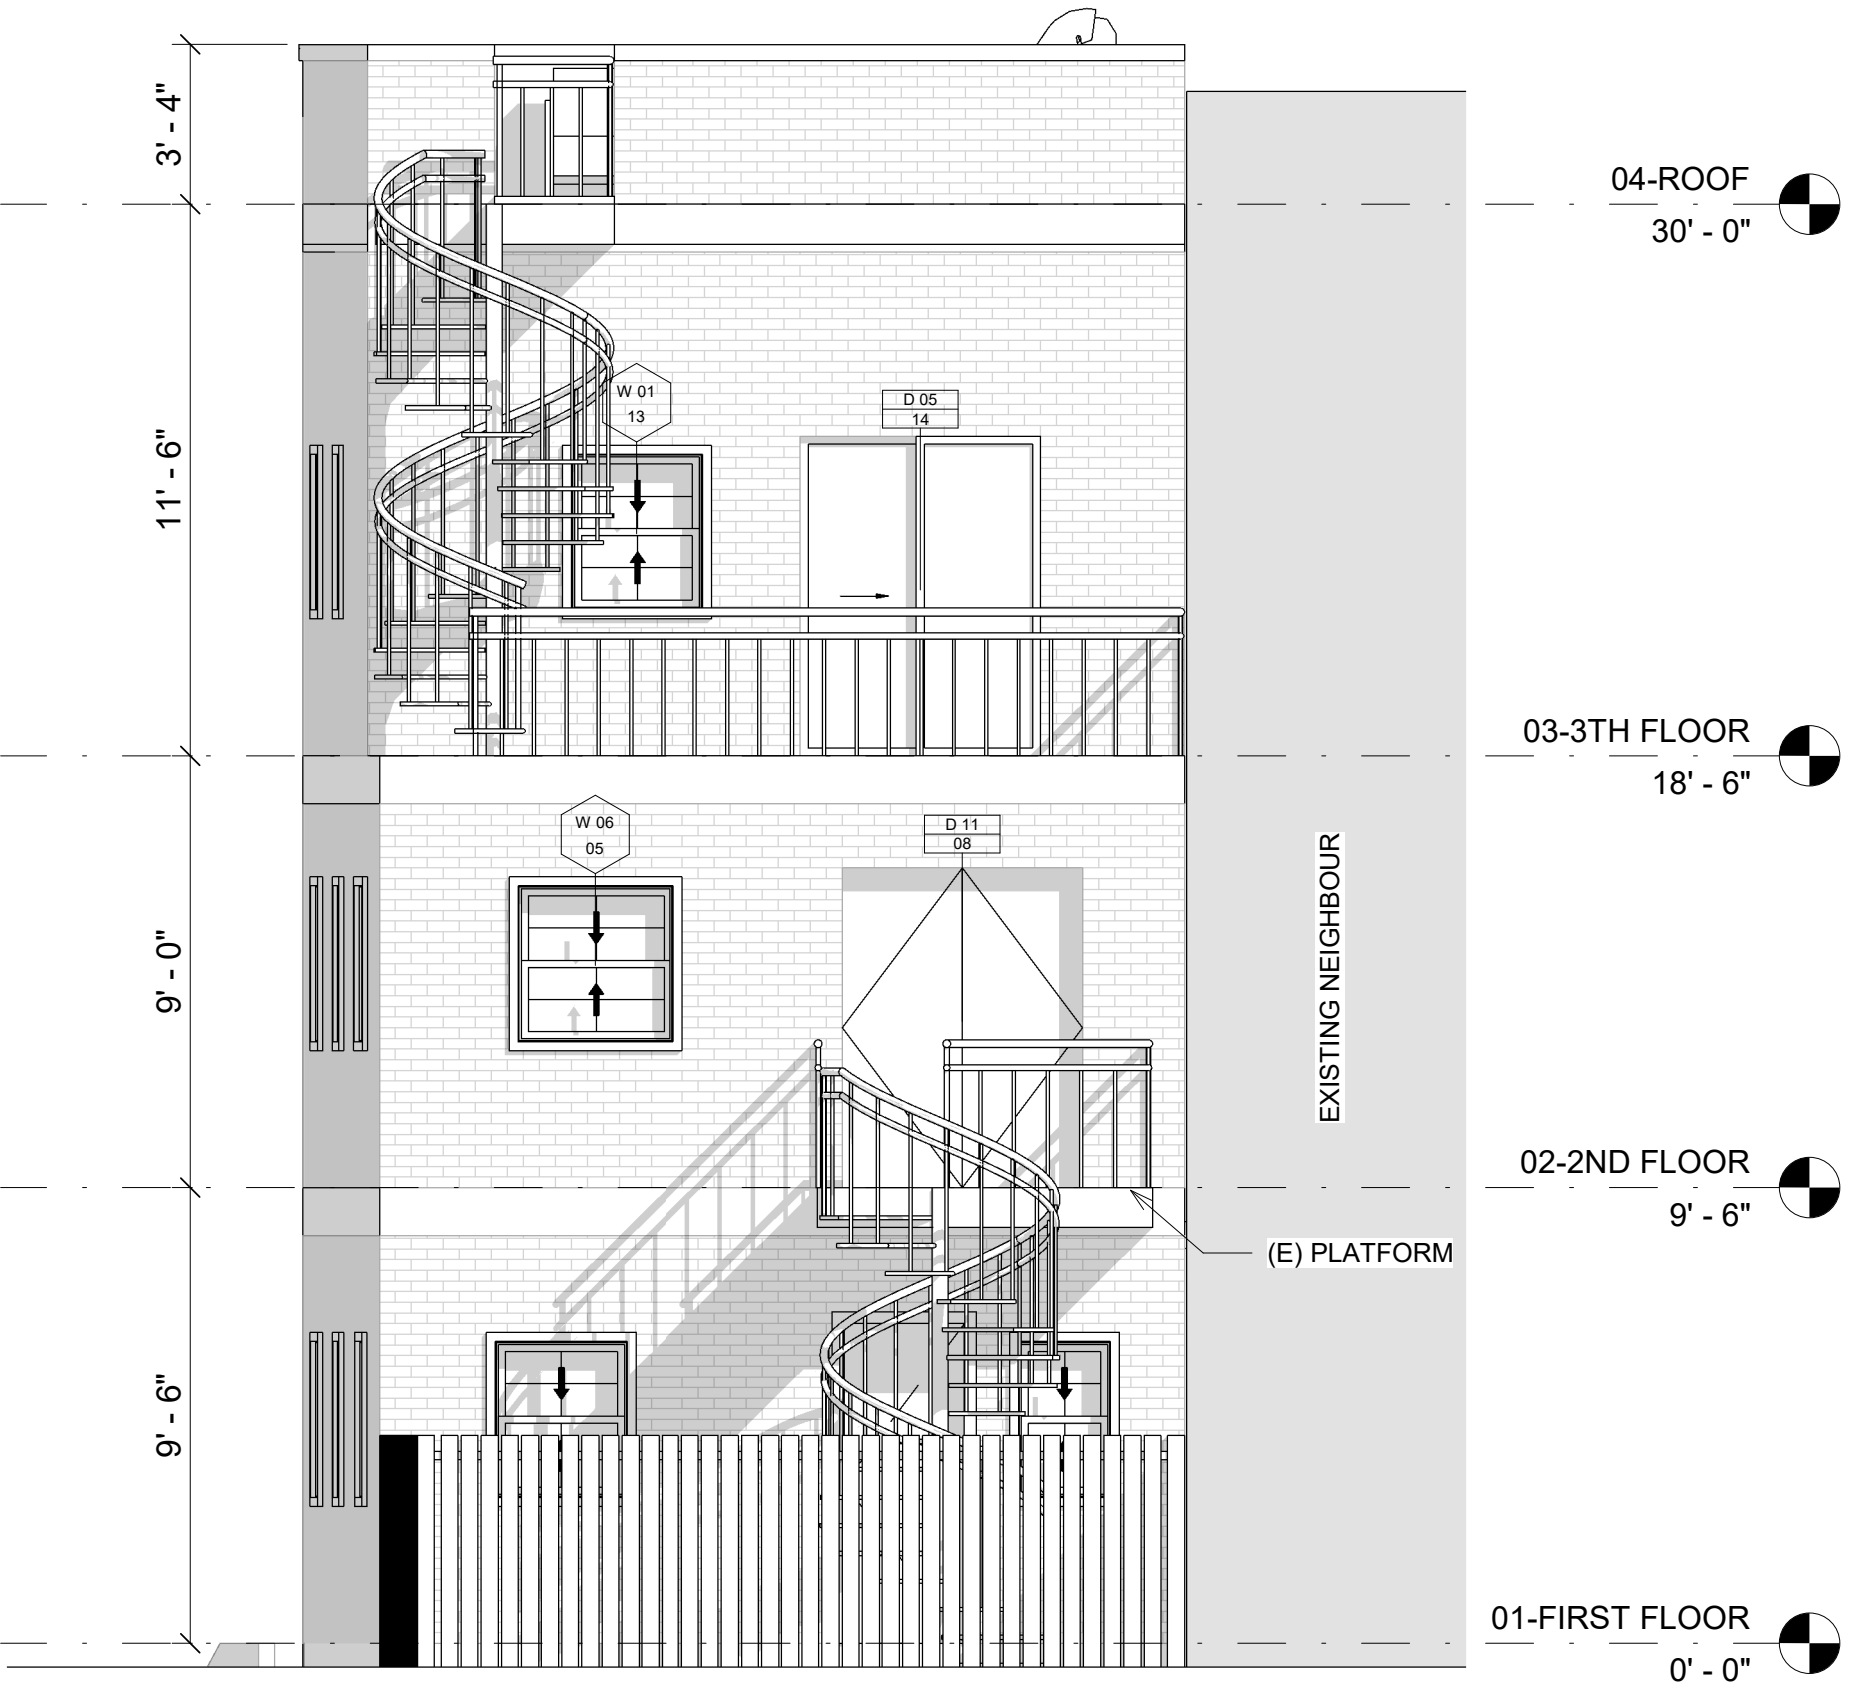 3' - 4"
04-ROOF
30' - 0"
W 01
13
D 05
14
11' - 6"
03-3TH FLOOR
18' - 6"
W 06
05
D 11
08
EXISTING NEIGHBOUR
9' - 0"
02-2ND FLOOR
9' - 6"
(E) PLATFORM
9' - 6"
01-FIRST FLOOR
0' - 0"